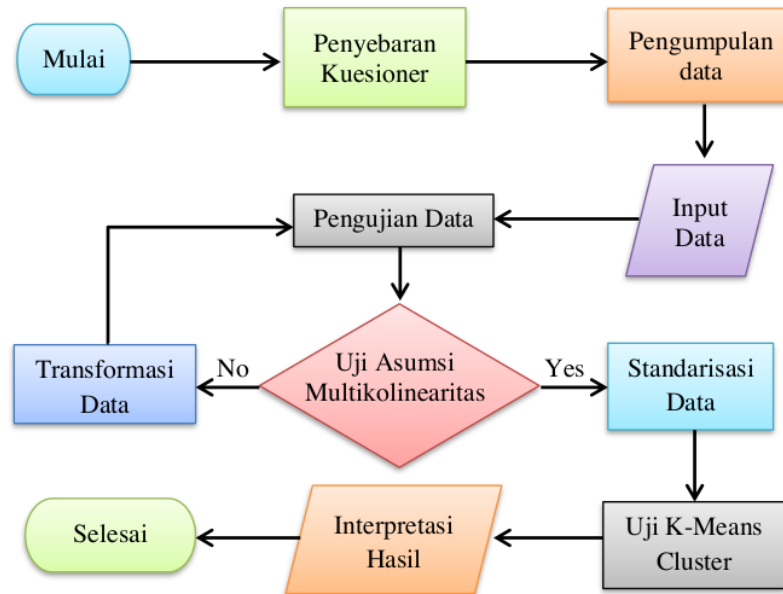 Mulai
Penyebaran
Kuesioner
Pengumpulan
data
Input
Data
Pengujian Data
Uji Asumsi
Multikolinearitas
No
Transformasi
Data
Yes
Standarisasi
Data
Uji K-Means
Cluster
Interpretasi
Hasil
Selesai